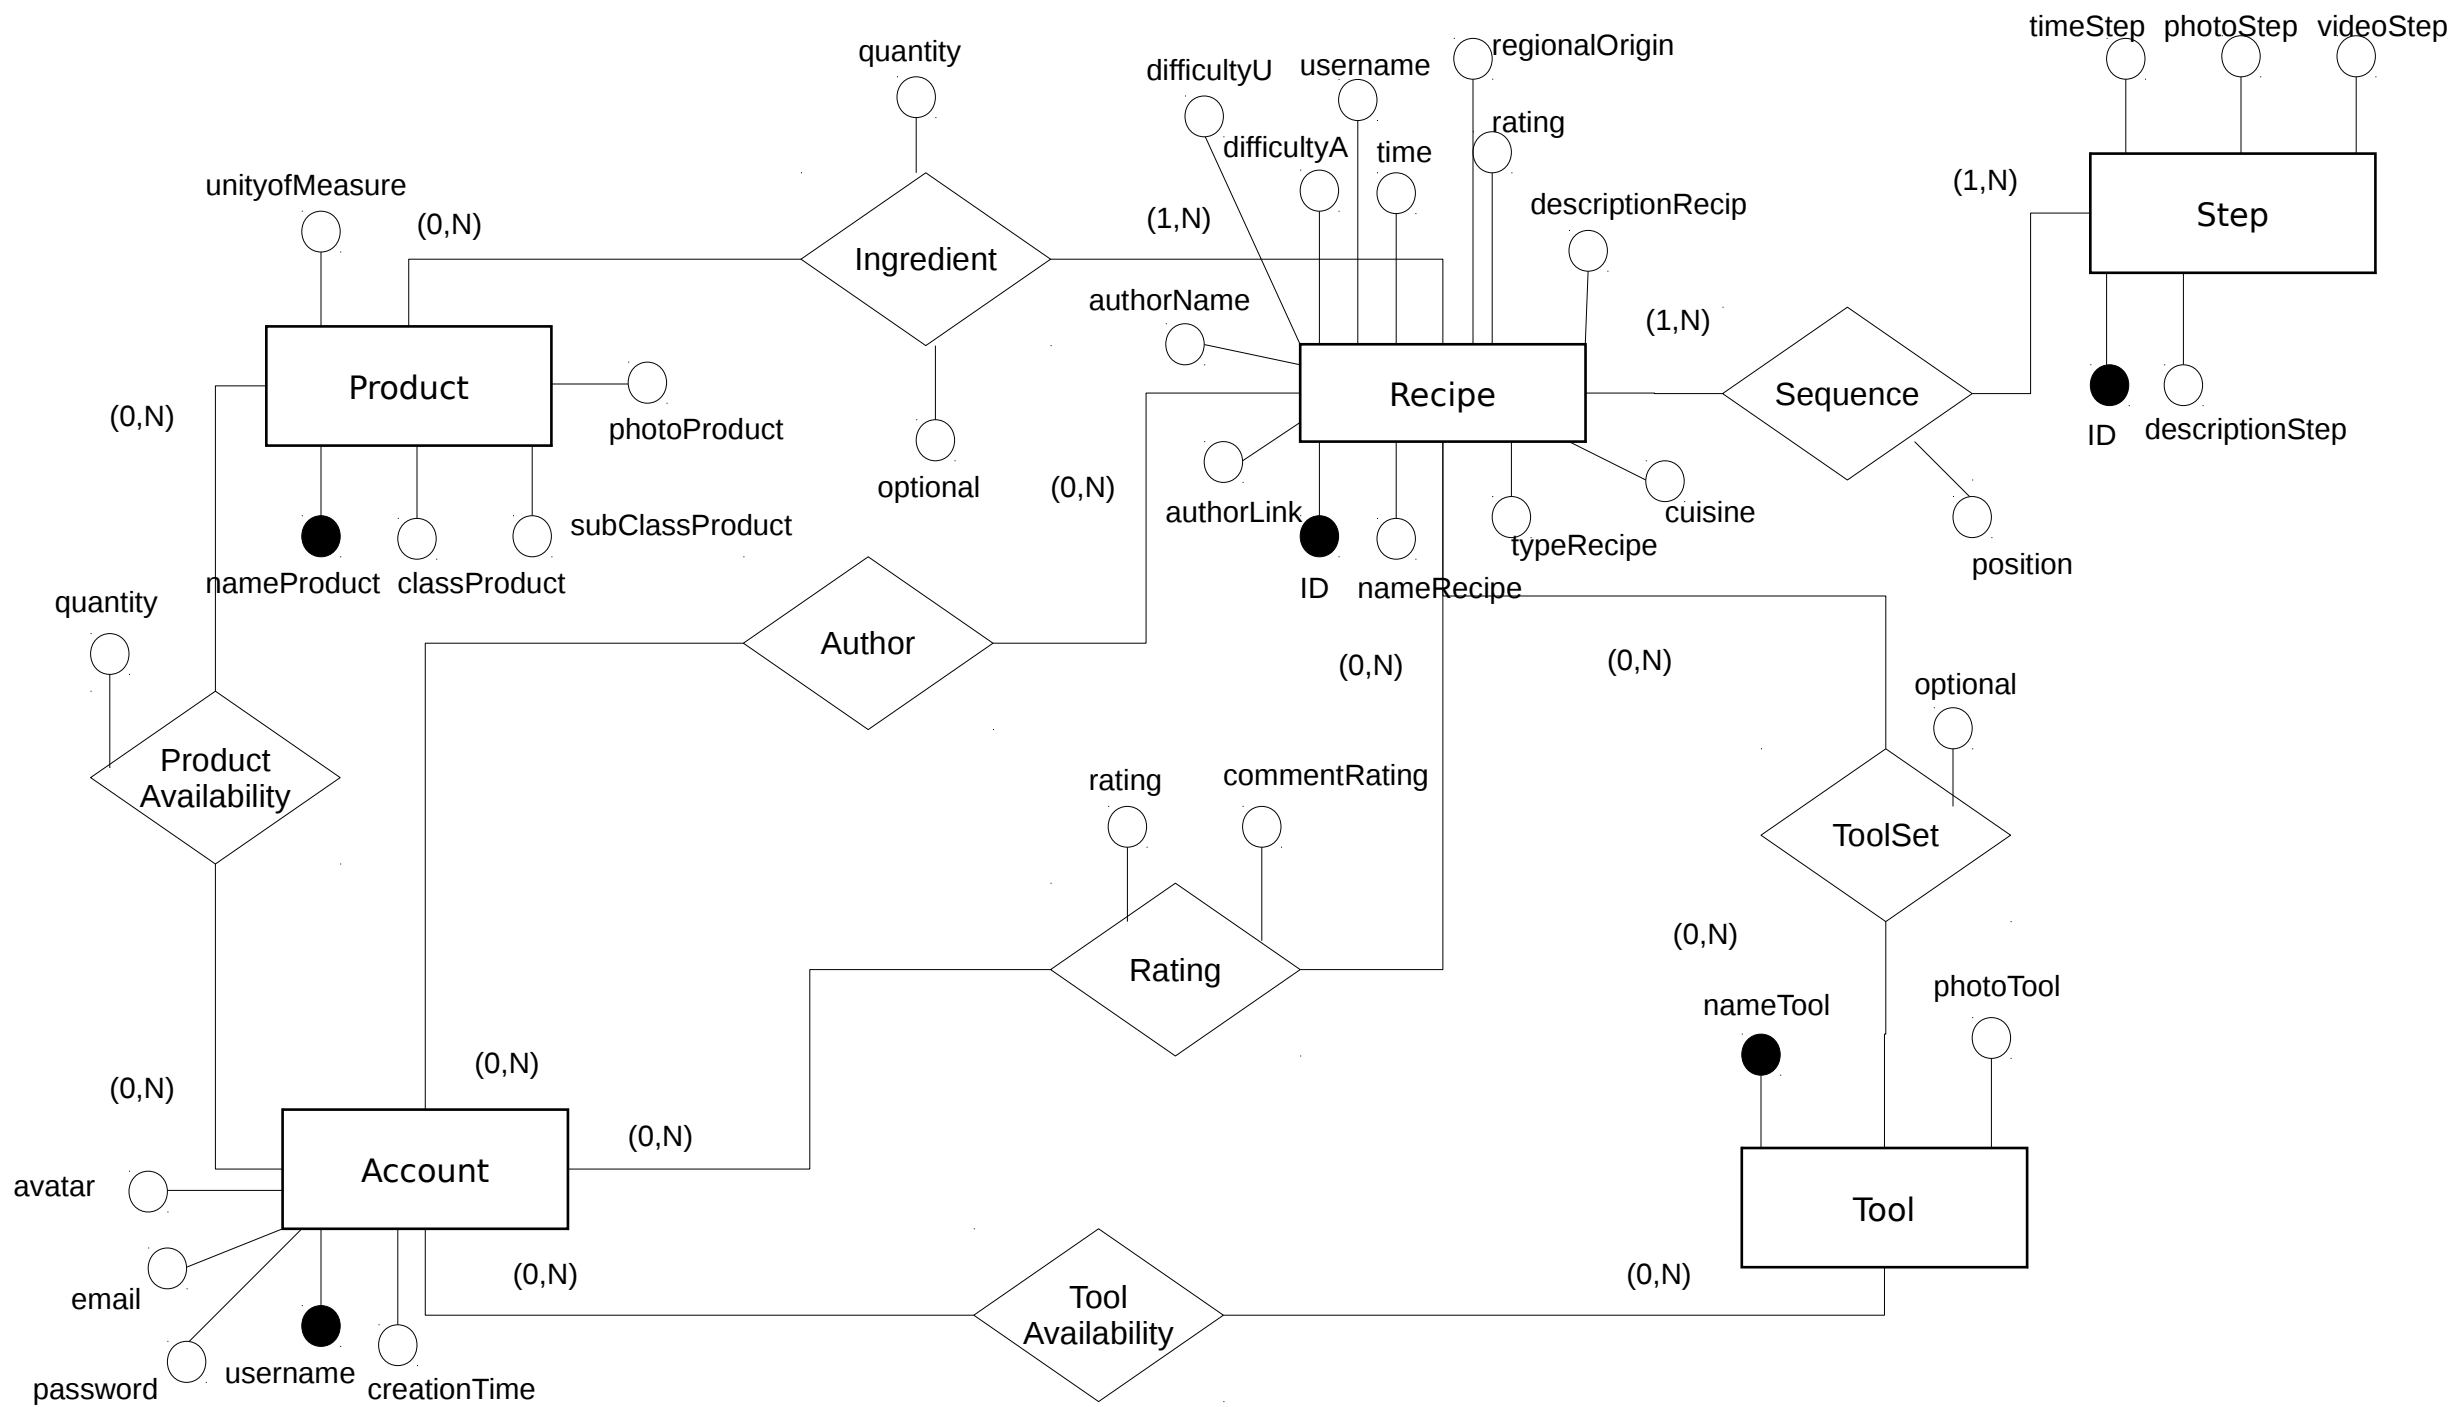 timeStep
photoStep
videoStep
quantity
difficultyU
username
regionalOrigin
difficultyA
time
rating
unityofMeasure
(0,N)
(1,N)
descriptionRecip
(1,N)
Step
Ingredient
authorName
(1,N)
Product
(0,N)
photoProduct
Recipe
Sequence
ID
descriptionStep
optional
(0,N)
authorLink
cuisine
subClassProduct
typeRecipe
position
nameProduct
classProduct
ID
nameRecipe
quantity
Author
(0,N)
(0,N)
optional
Product
Availability
rating
commentRating
ToolSet
(0,N)
Rating
nameTool
photoTool
(0,N)
(0,N)
(0,N)
Account
avatar
Tool
email
(0,N)
(0,N)
Tool
Availability
password
username
creationTime